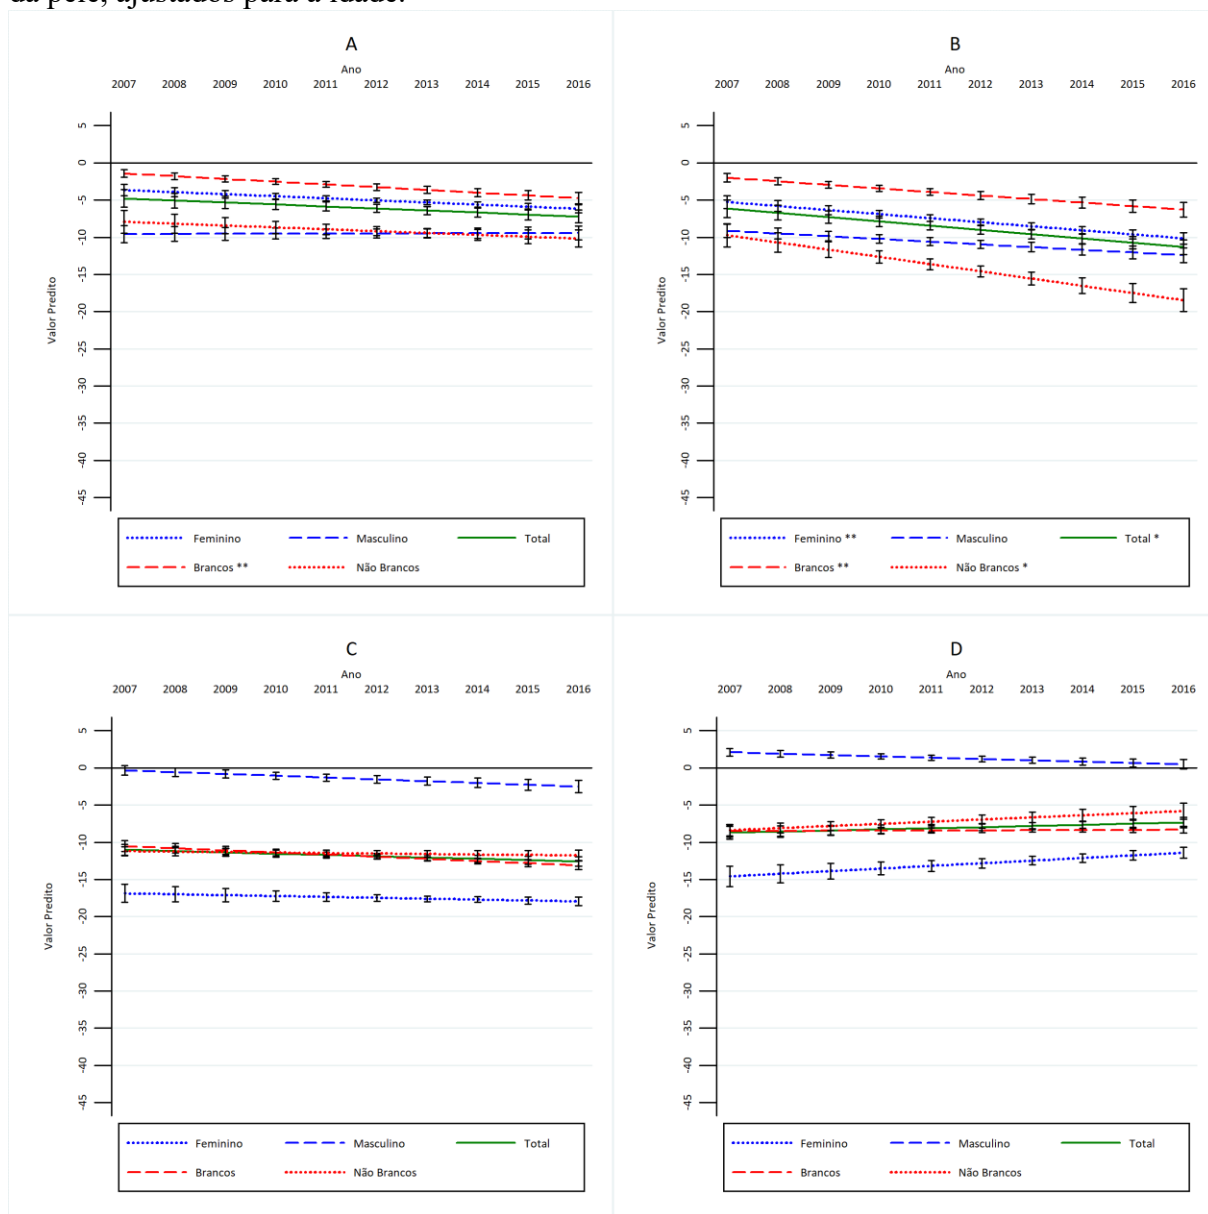 da pele, ajustados para a idade.
A
Ano
2007 2008 2009 2010 2011 2012 2013 2014 2015 2016
5
0
-5
-10
-15
-20
-25
-30
-35
-40
-45
Valor Predito
Feminino Masculino Total
Brancos ** Não Brancos
B
Ano
2007 2008 2009 2010 2011 2012 2013 2014 2015 2016
5
0
-5
-10
-15
-20
-25
-30
-35
-40
-45
Valor Predito
Feminino ** Masculino Total *
Brancos ** Não Brancos *
C
Ano
2007 2008 2009 2010 2011 2012 2013 2014 2015 2016
5
0
-5
-10
-15
-20
-25
-30
-35
-40
-45
Valor Predito
Feminino Masculino Total
Brancos Não Brancos
D
Ano
2007 2008 2009 2010 2011 2012 2013 2014 2015 2016
5
0
-5
-10
-15
-20
-25
-30
-35
-40
-45
Valor Predito
Feminino Masculino Total
Brancos Não Brancos